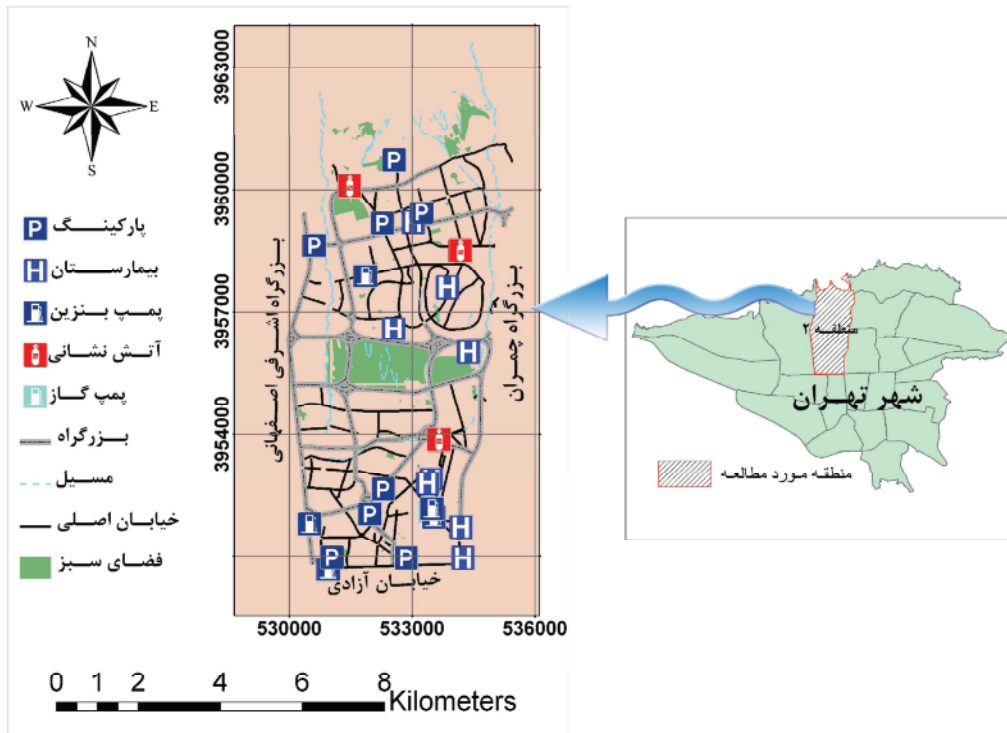 N
W E
S
پارکینگ
بیمارستان
پمپ بنزین
آتش نشانی
پمپ گاز
بزرگراه
مسیل
خیابان اصلی
فضای سبز
3963000
3960000
3957000
3954000
بزرگراه اشرفی اصفهانی
بزرگراه چمران
P
P
P
P
P
P
P
P
P
H
H
H
H
H
H
H
H
خیابان آزادی
530000 533000 536000
0 1 2 4 6 8 Kilometers
منطقه ۲
شهر تهران
منطقه مورد مطالعه